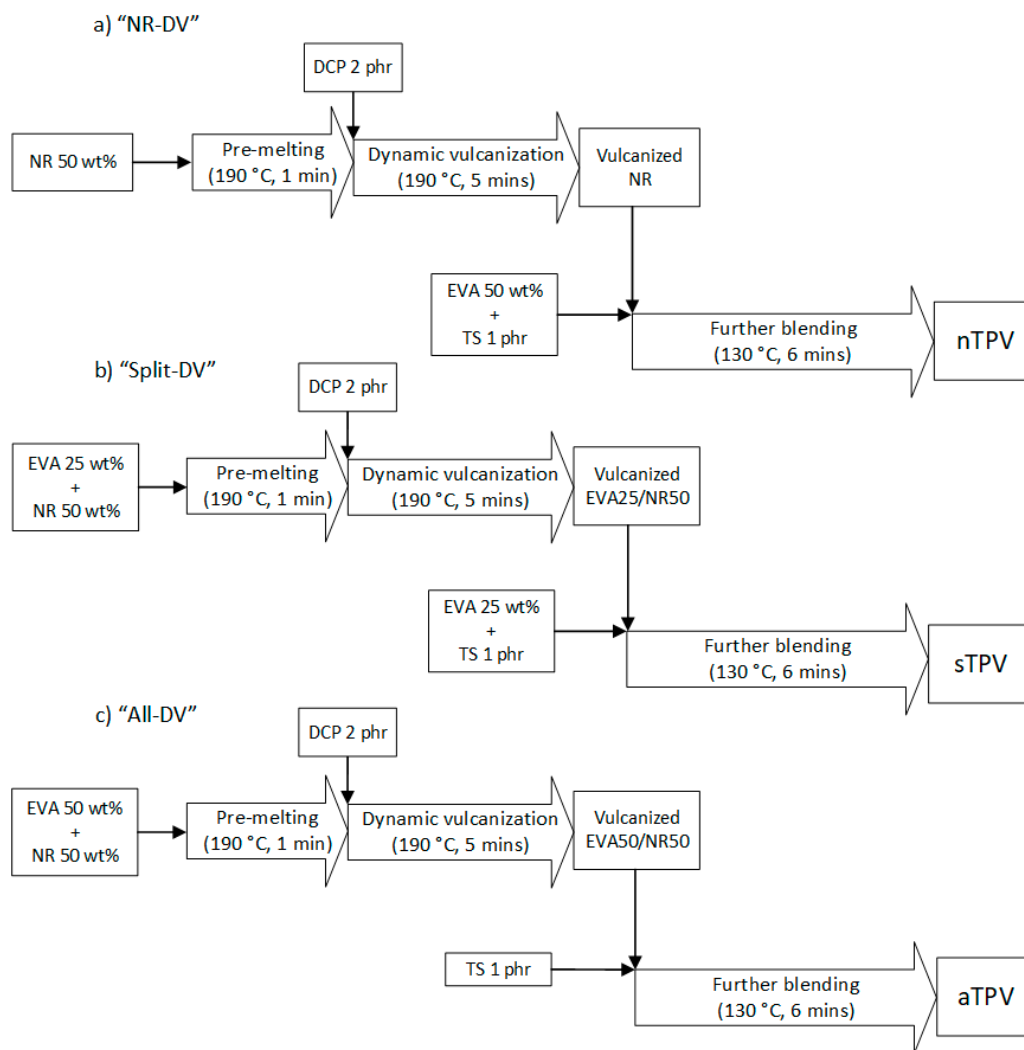 a) “NR-DV”
DCP 2 phr
NR 50 wt%
Pre-melting
(190 °C, 1 min)
Dynamic vulcanization
(190 °C, 5 mins)
Vulcanized
NR
EVA 50 wt%
+
TS 1 phr
Further blending
(130 °C, 6 mins)
nTPV
b) “Split-DV”
DCP 2 phr
EVA 25 wt%
+
NR 50 wt%
Pre-melting
(190 °C, 1 min)
Dynamic vulcanization
(190 °C, 5 mins)
Vulcanized
EVA25/NR50
EVA 25 wt%
+
TS 1 phr
Further blending
(130 °C, 6 mins)
sTPV
c) “All-DV”
DCP 2 phr
EVA 50 wt%
+
NR 50 wt%
Pre-melting
(190 °C, 1 min)
Dynamic vulcanization
(190 °C, 5 mins)
Vulcanized
EVA50/NR50
TS 1 phr
Further blending
(130 °C, 6 mins)
aTPV